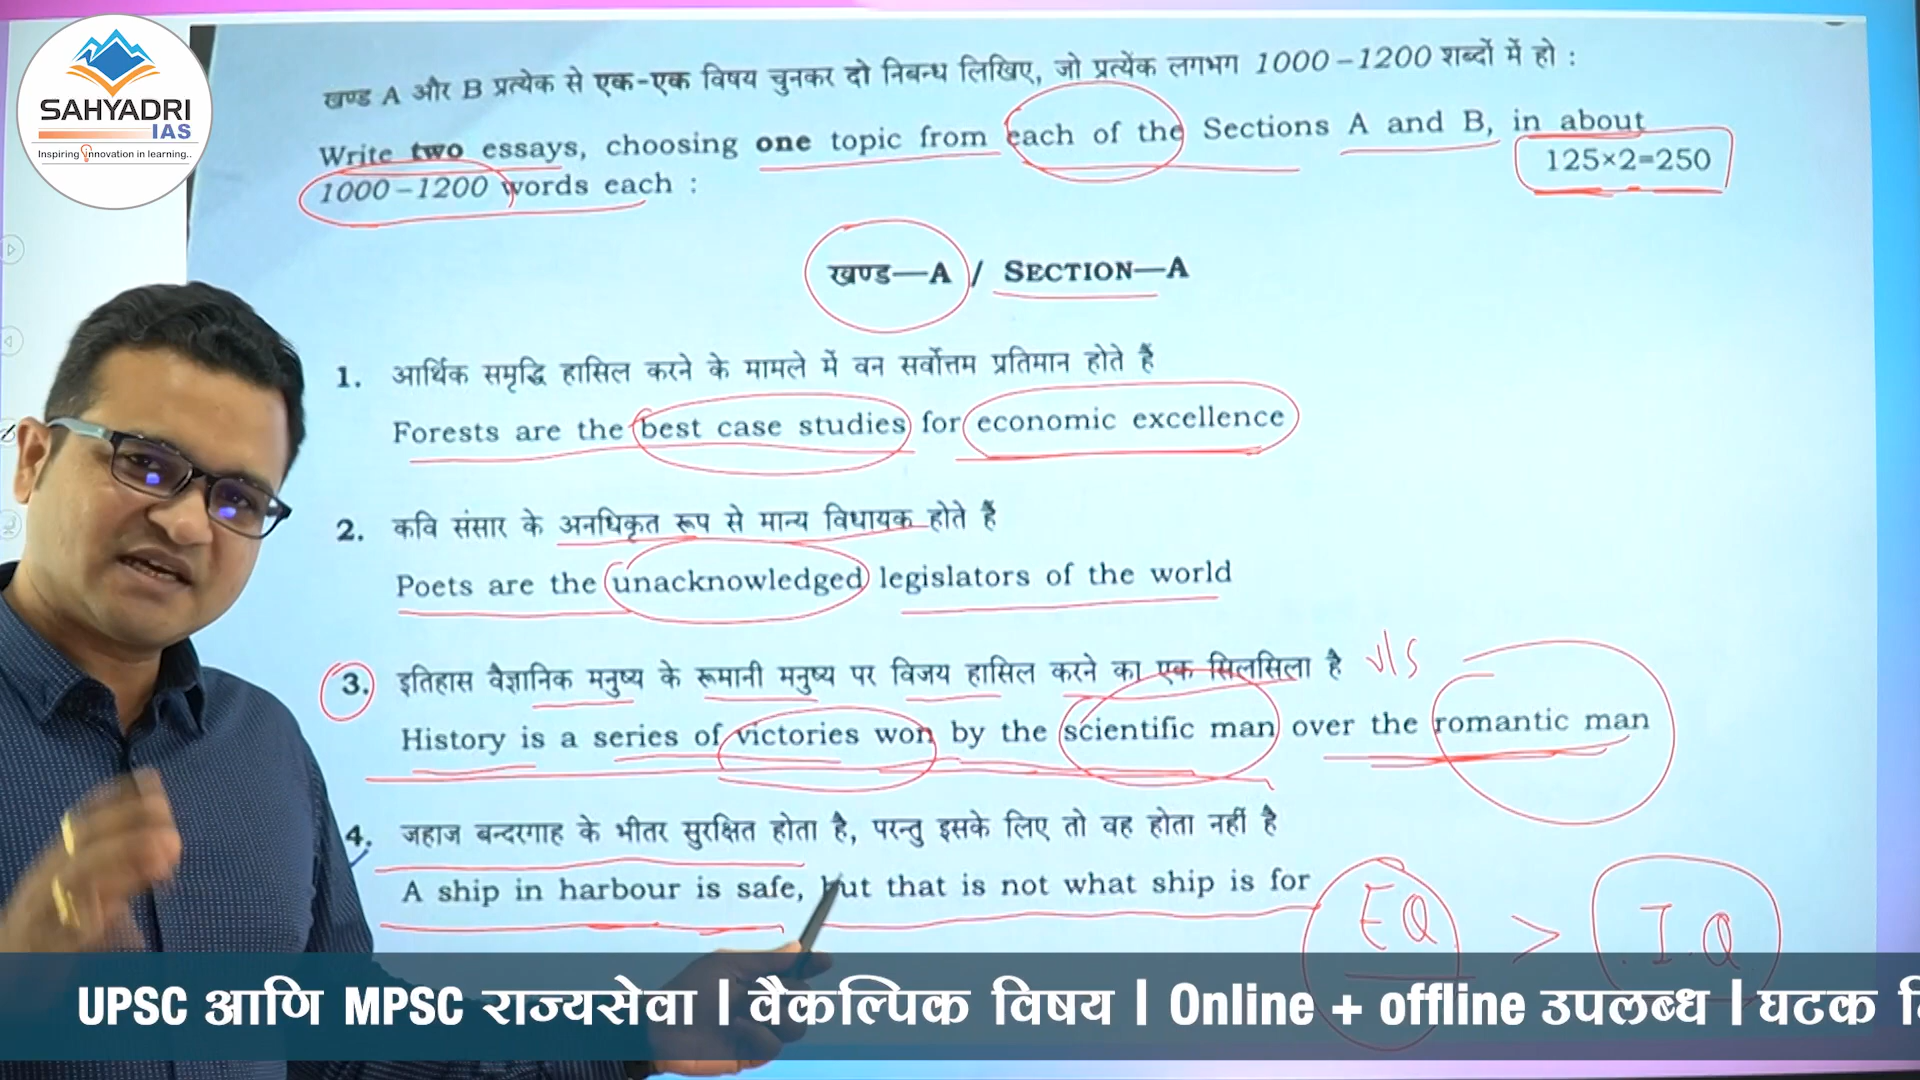 SAHYADRI
IAS
Inspiring innovation in learning..
खण्ड A और B प्रत्येक से एक-एक विषय चुनकर दो निबन्ध लिखिए, जो प्रत्येक लगभग 1000–1200 शब्दों में हो :
Write two essays, choosing one topic from each of the Sections A and B, in about
1000–1200 words each :
125×2=250
खण्ड—A / SECTION—A
1. आर्थिक समृद्धि हासिल करने के मामले में वन सर्वोत्तम प्रतिमान होते हैं
Forests are the best case studies for economic excellence
2. कवि संसार के अनधिकृत रूप से मान्य विधायक होते हैं
Poets are the unacknowledged legislators of the world
3. इतिहास वैज्ञानिक मनुष्य के रूमानी मनुष्य पर विजय हासिल करने का एक सिलसिला है V/S
History is a series of victories won by the scientific man over the romantic man
4. जहाज बन्दरगाह के भीतर सुरक्षित होता है, परन्तु इसके लिए तो वह होता नहीं है
A ship in harbour is safe, but that is not what ship is for
EQ > I.Q
UPSC आणि MPSC राज्यसेवा | वैकल्पिक विषय | Online + offline उपलब्ध | घटक